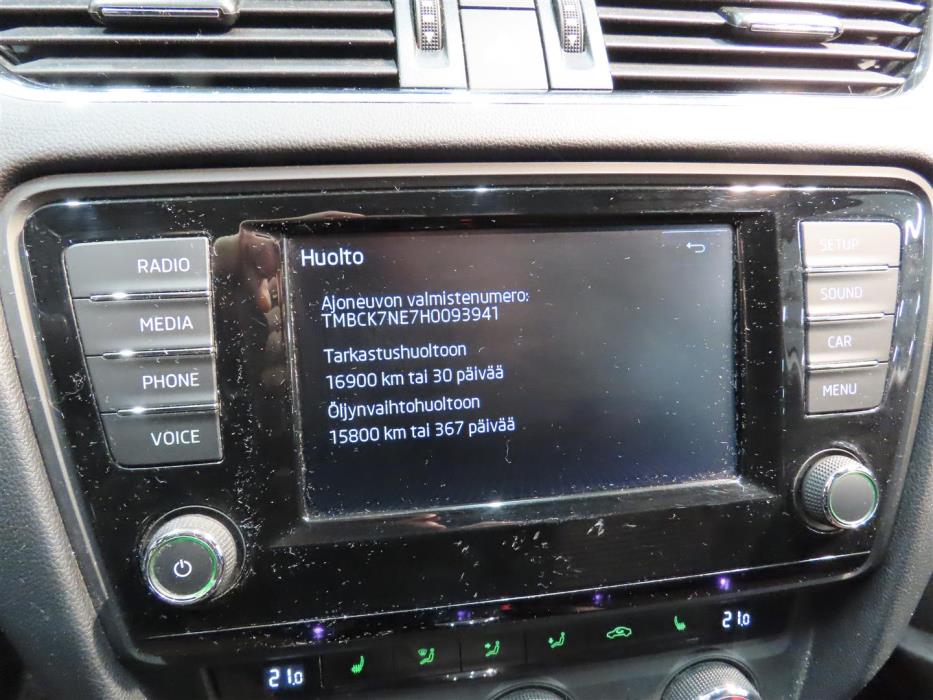 RADIO
MEDIA
PHONE
VOICE
Huolto
Ajoneuvon valmistenumero:
TMBCK7NE7H0093941
Tarkastushuoltoon
16900 km tai 30 päivää
Öljynvaihtohuoltoon
15800 km tai 367 päivää
SETUP
SOUND
CAR
MENU
21.0
21.0